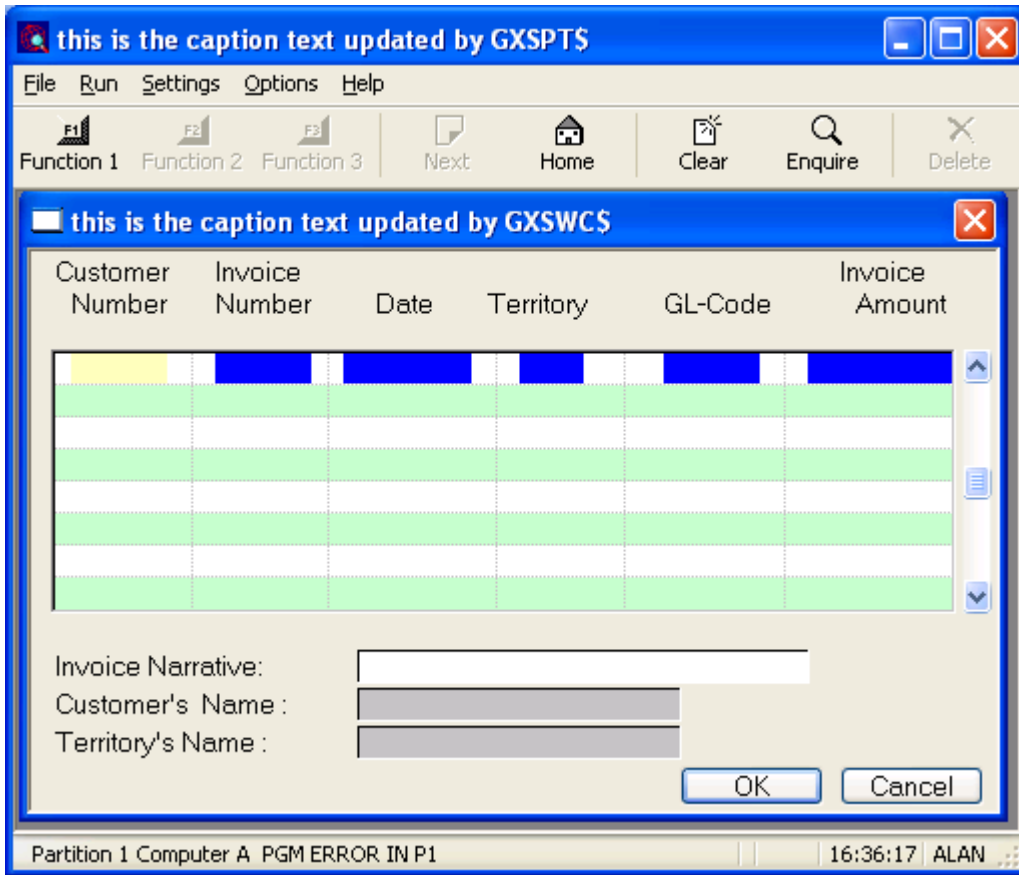 this is the caption text updated by GXSPT$
File Run Settings Options Help
F1 F2 F3
Function 1 Function 2 Function 3 Next Home Clear Enquire Delete
this is the caption text updated by GXSWC$
Customer Invoice Invoice
Number Number Date Territory GL-Code Amount
Invoice Narrative:
Customer's Name :
Territory's Name :
OK Cancel
Partition 1 Computer A PGM ERROR IN P1 16:36:17 ALAN